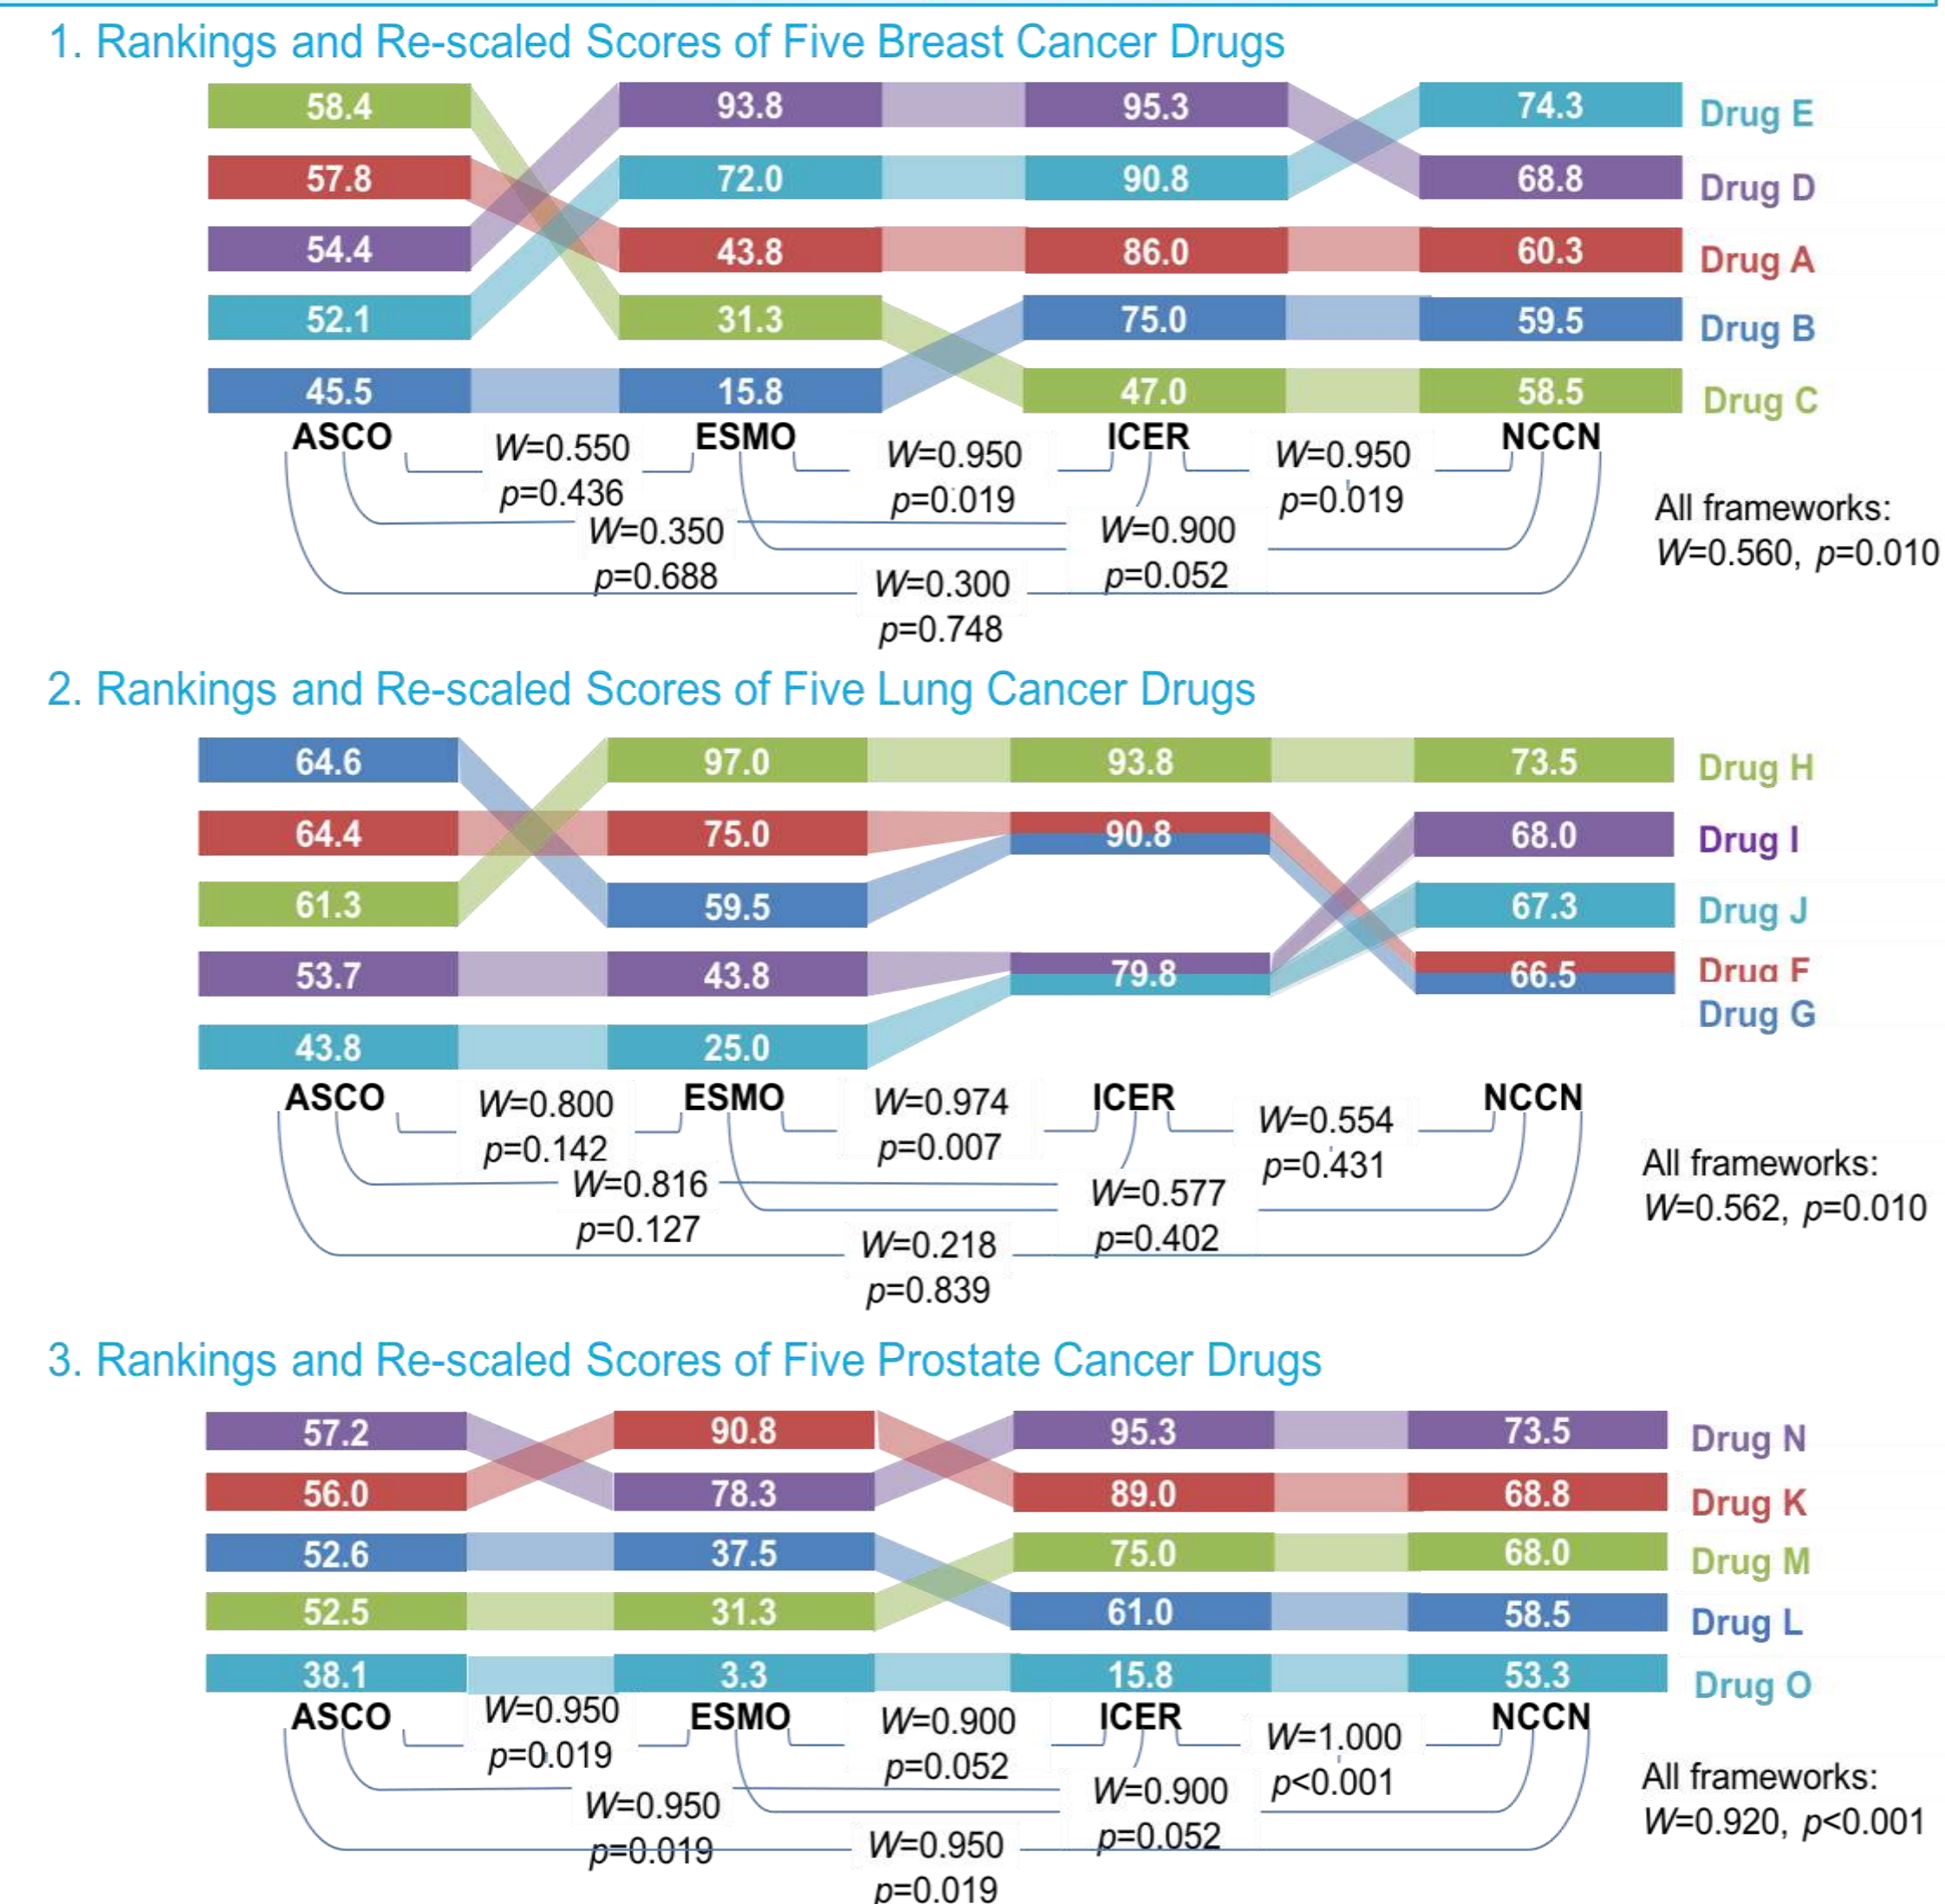 1. Rankings and Re-scaled Scores of Five Breast Cancer Drugs
58.4 93.8 95.3 74.3 Drug E
57.8 72.0 90.8 68.8 Drug D
54.4 43.8 86.0 60.3 Drug A
52.1 31.3 75.0 59.5 Drug B
45.5 15.8 47.0 58.5 Drug C
ASCO ESMO ICER NCCN
W=0.550 W=0.950 W=0.950
p=0.436 p=0.019 p=0.019
All frameworks:
W=0.350 W=0.900
W=0.560, p=0.010
p=0.688 p=0.052
W=0.300
p=0.748
2. Rankings and Re-scaled Scores of Five Lung Cancer Drugs
64.6 97.0 93.8 73.5 Drug H
64.4 75.0 90.8 68.0 Drug I
61.3 59.5 67.3 Drug J
53.7 43.8 79.8 66.5 Drug F
Drug G
43.8 25.0
ASCO ESMO ICER NCCN
W=0.800 W=0.974 W=0.554
p=0.142 p=0.007 p=0.431
All frameworks:
W=0.816 W=0.577
W=0.562, p=0.010
p=0.127 p=0.402
W=0.218
p=0.839
3. Rankings and Re-scaled Scores of Five Prostate Cancer Drugs
57.2 90.8 95.3 73.5 Drug N
56.0 78.3 89.0 68.8 Drug K
52.6 37.5 75.0 68.0 Drug M
52.5 31.3 61.0 58.5 Drug L
38.1 3.3 15.8 53.3 Drug O
ASCO ESMO ICER NCCN
W=0.950 W=0.900 W=1.000
p=0.019 p=0.052 p<0.001
All frameworks:
W=0.950 W=0.900
W=0.920, p<0.001
p=0.019 p=0.052
W=0.950
p=0.019